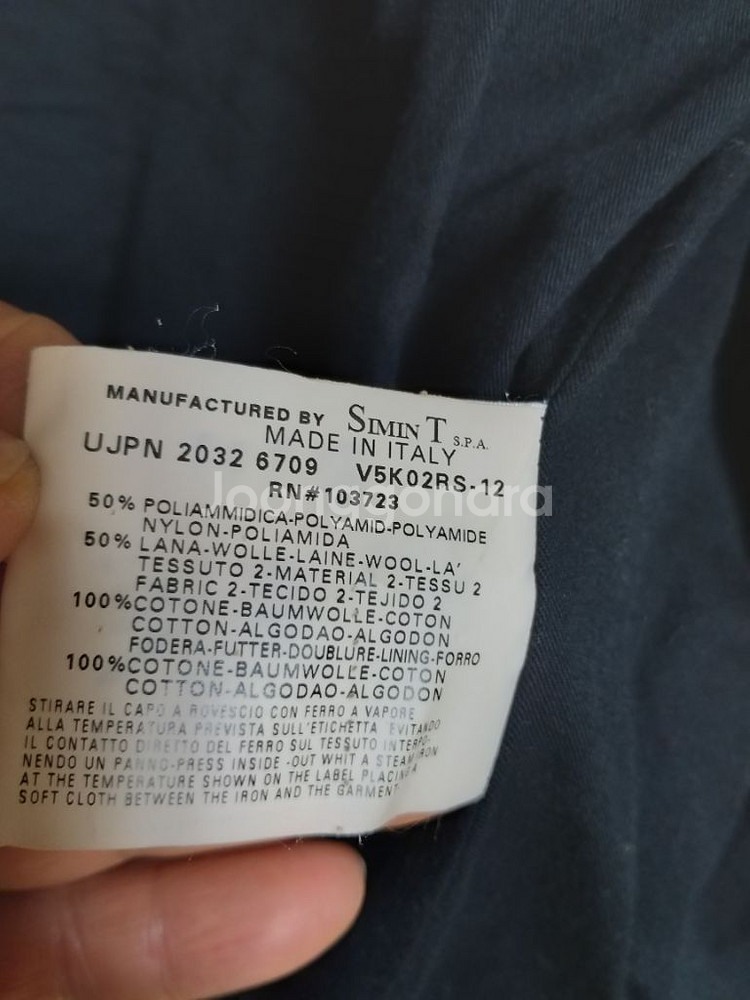 MANUFACTURED BY SIMIN T S.P.A.
MADE IN ITALY
UJPN 2032 6709 V5K02RS-12
RN#103723
50% POLIAMMIDICA-POLYAMID-POLYAMIDE
NYLON-POLIAMIDA
50% LANA-WOLLE-LAINE-WOOL-LA'
TESSUTO 2-MATERIAL 2-TESSU 2
FABRIC 2-TECIDO 2-TEJIDO 2
100%COTONE-BAUMWOLLE-COTON
COTTON-ALGODAO-ALGODON
FODERA-FUTTER-DOUBLURE-LINING-FORRO
100%COTONE-BAUMWOLLE-COTON
COTTON-ALGODAO-ALGODON
STIRARE IL CAPO A ROVESCIO CON FERRO A VAPORE
ALLA TEMPERATURA PREVISTA SULL'ETICHETTA EVITANDO
IL CONTATTO DIRETTO DEL FERRO SUL TESSUTO INTERPO-
NENDO UN PANNO-PRESS INSIDE-OUT WHIT A STEAM IRON
AT THE TEMPERATURE SHOWN ON THE LABEL PLACING A
SOFT CLOTH BETWEEN THE IRON AND THE GARMENT
Joonggonara